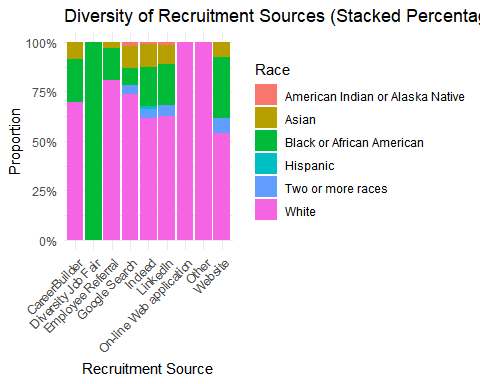 Diversity of Recruitment Sources (Stacked Percentag
100%
75%
50%
25%
0%
Proportion
CareerBuilder
Diversity Job Fair
Employee Referral
Google Search
Indeed
LinkedIn
On-line Web application
Other
Website
Recruitment Source
Race
American Indian or Alaska Native
Asian
Black or African American
Hispanic
Two or more races
White